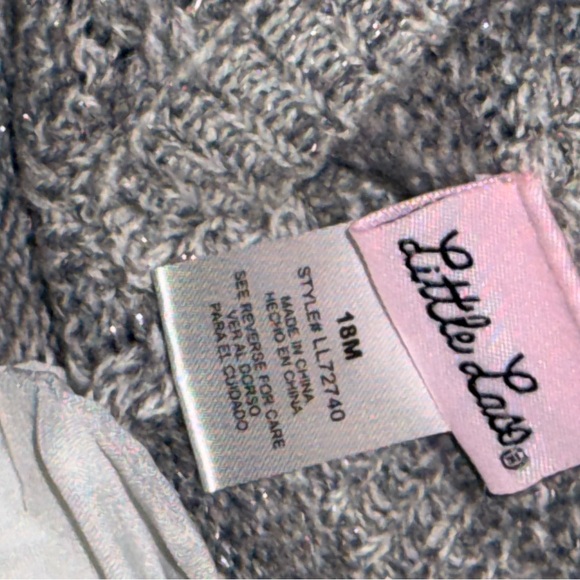 Little Lass®
18M
STYLE# LL72740
MADE IN CHINA
HECHO EN CHINA
SEE REVERSE FOR CARE
VER AL DORSO
PARA EL CUIDADO